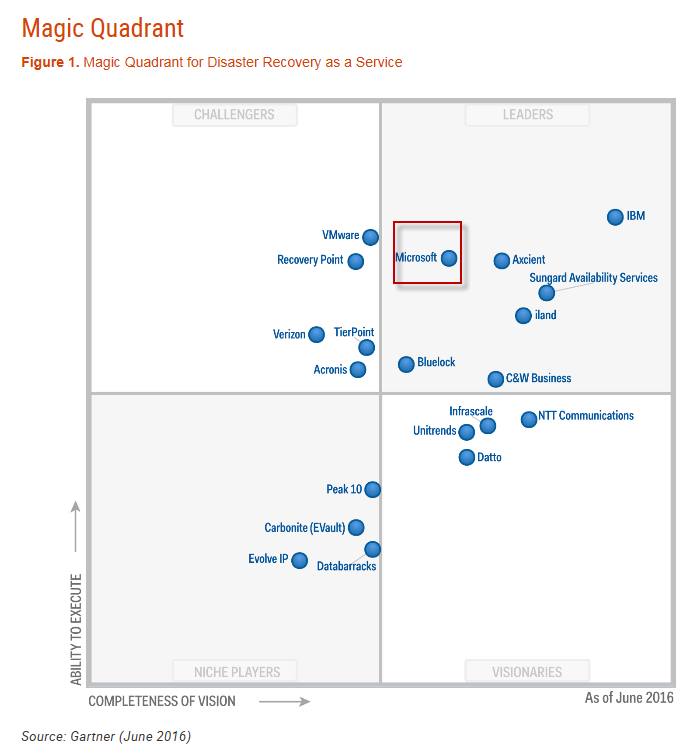 Magic Quadrant
Figure 1. Magic Quadrant for Disaster Recovery as a Service
CHALLENGERS
LEADERS
IBM
VMware
Recovery Point
Microsoft
Axcient
Sungard Availability Services
iland
Verizon
TierPoint
Acronis
Bluelock
C&W Business
Infrascale
NTT Communications
Unitrends
Datto
Peak 10
Carbonite (EVault)
Evolve IP
Databarracks
NICHE PLAYERS
VISIONARIES
ABILITY TO EXECUTE
COMPLETENESS OF VISION
As of June 2016
Source: Gartner (June 2016)